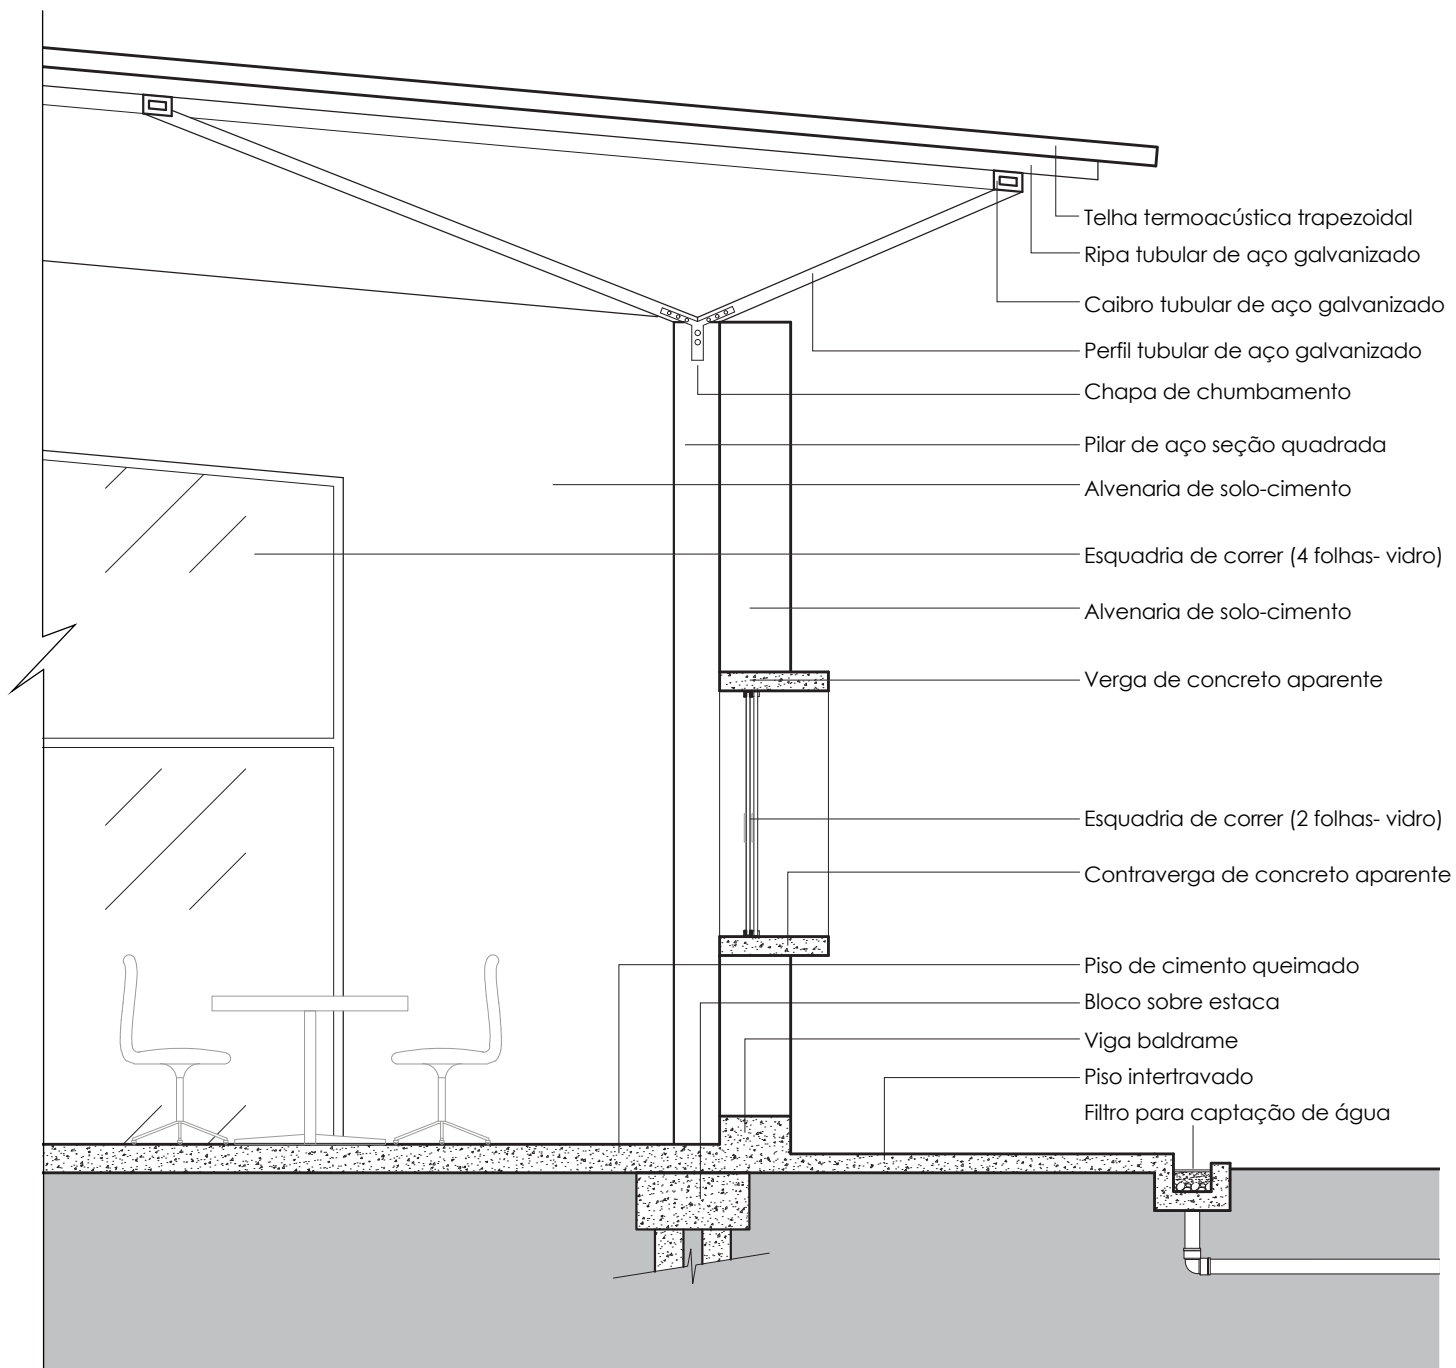 Telha termoacústica trapezoidal
Ripa tubular de aço galvanizado
Caibro tubular de aço galvanizado
Perfil tubular de aço galvanizado
Chapa de chumbamento
Pilar de aço seção quadrada
Alvenaria de solo-cimento
Esquadria de correr (4 folhas- vidro)
Alvenaria de solo-cimento
Verga de concreto aparente
Esquadria de correr (2 folhas- vidro)
Contraverga de concreto aparente
Piso de cimento queimado
Bloco sobre estaca
Viga baldrame
Piso intertravado
Filtro para captação de água